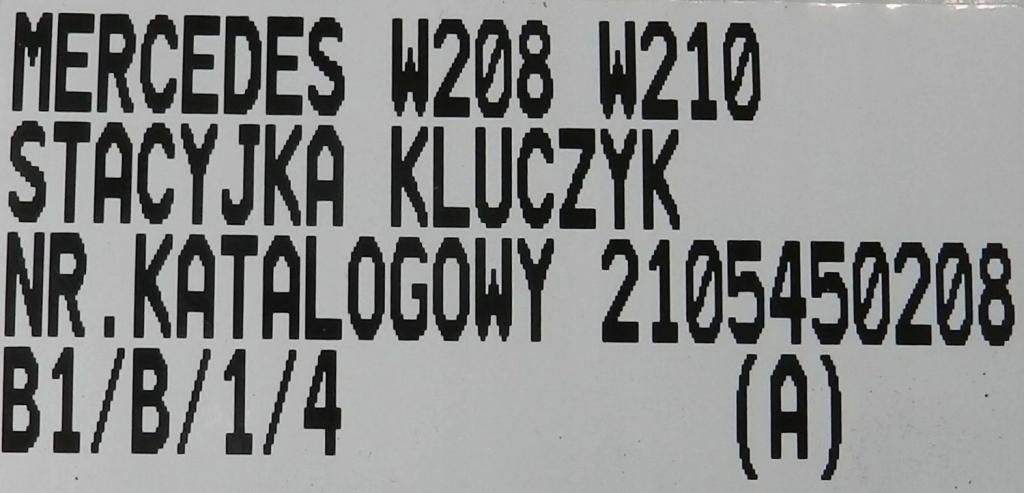 MERCEDES W208 W210
STACYJKA KLUCZYK
NR.KATALOGOWY 2105450208
B1/B/1/4 (A)